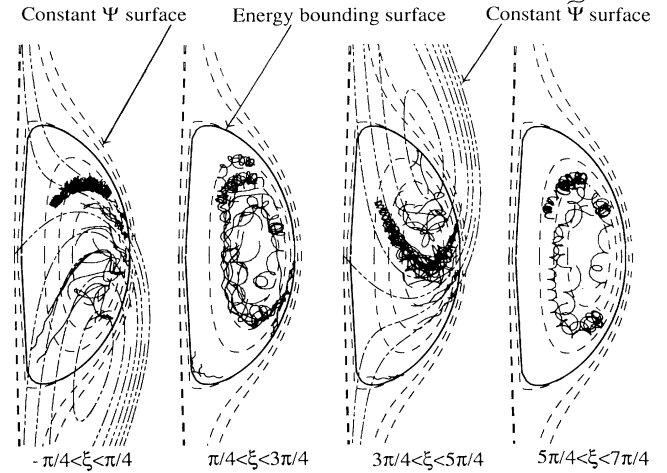 Constant Ψ surface
Energy bounding surface
Constant Ψ̃ surface
-π/4<ξ<π/4
π/4<ξ<3π/4
3π/4<ξ<5π/4
5π/4<ξ<7π/4